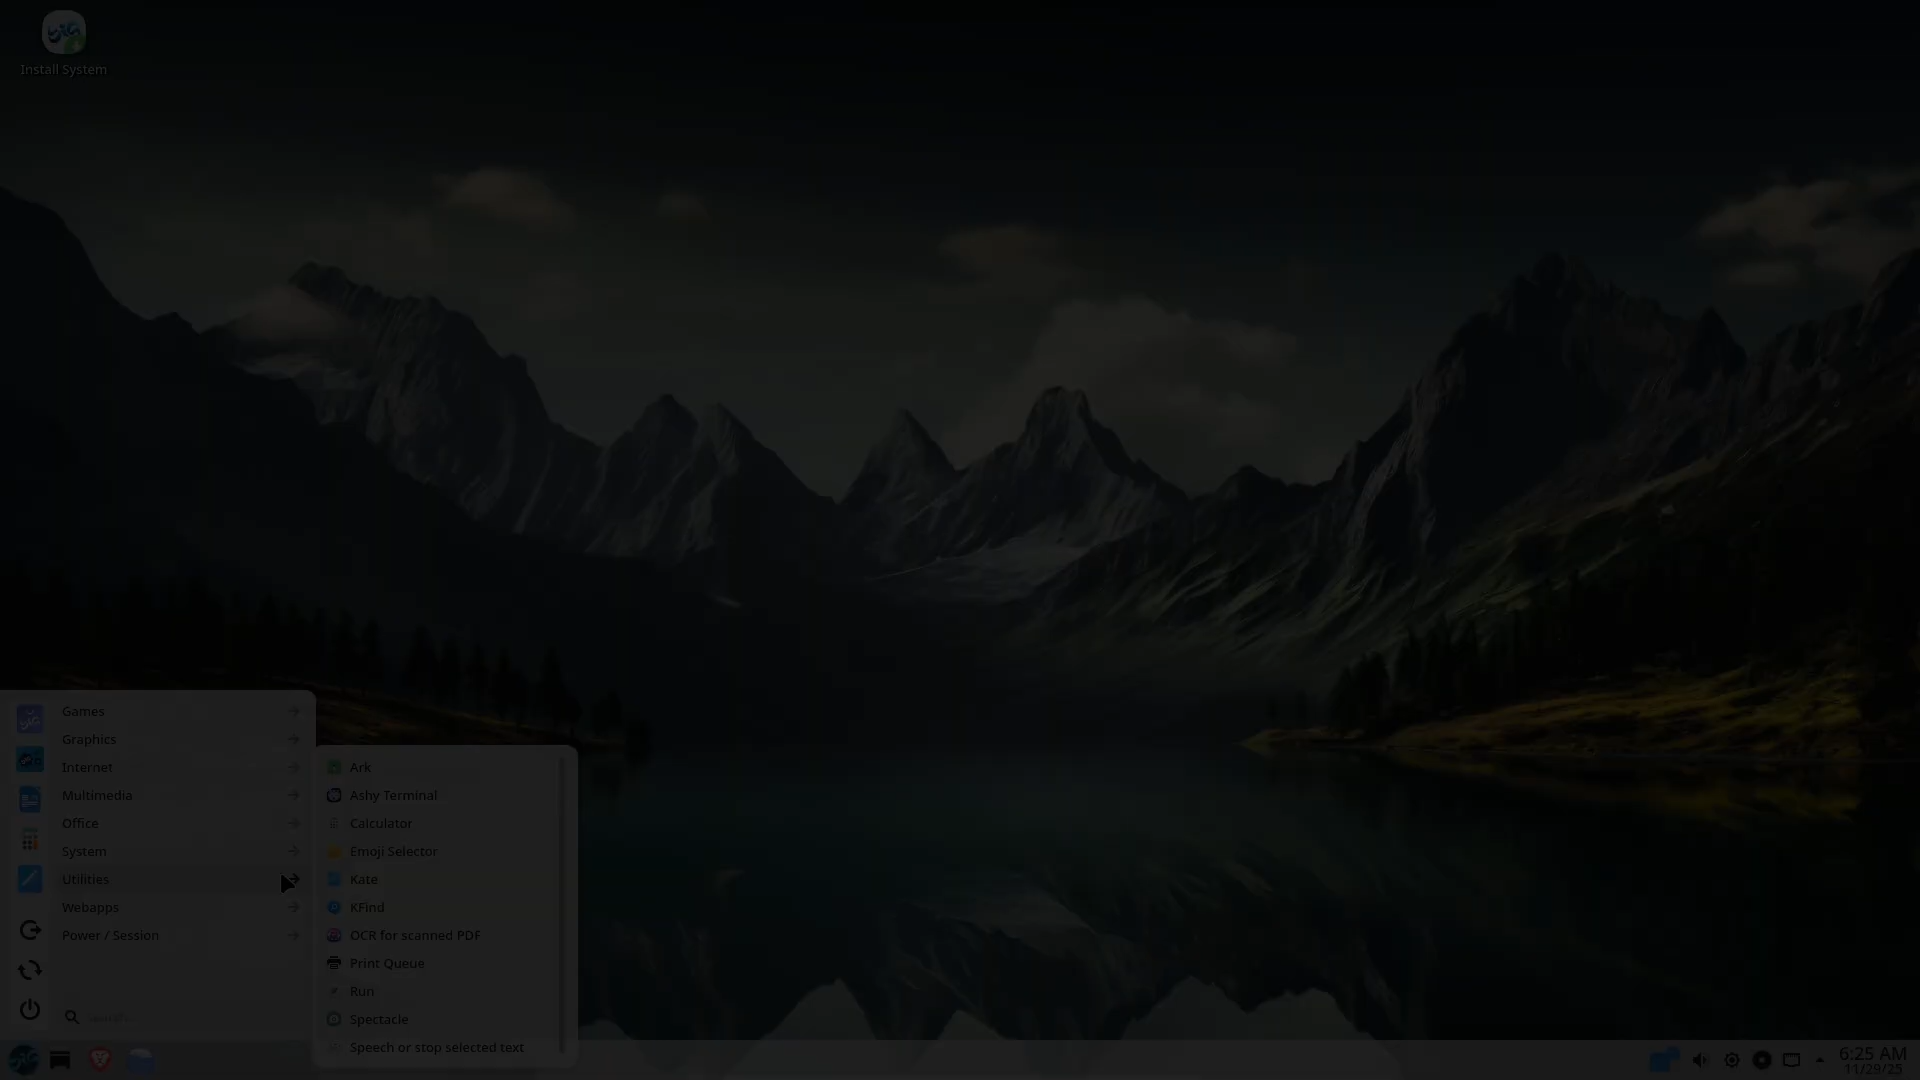 Install System
Games
Graphics
Internet
Multimedia
Office
System
Utilities
Webapps
Power / Session
Search...
Ark
Ashy Terminal
Calculator
Emoji Selector
Kate
KFind
OCR for scanned PDF
Print Queue
Run
Spectacle
Speech or stop selected text
6:25 AM
11/29/25